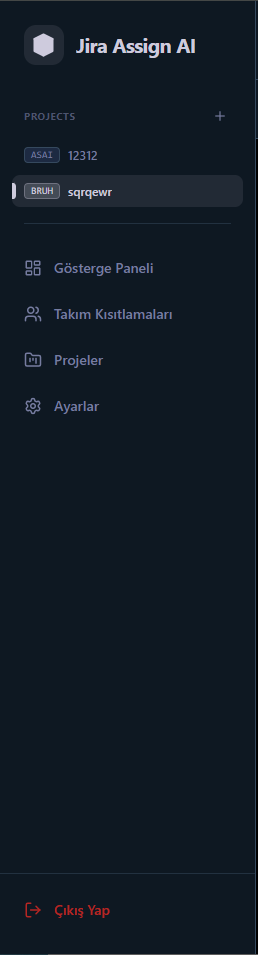 Jira Assign AI
PROJECTS +
ASAI 12312
BRUH sqrqewr
Gösterge Paneli
Takım Kısıtlamaları
Projeler
Ayarlar
Çıkış Yap